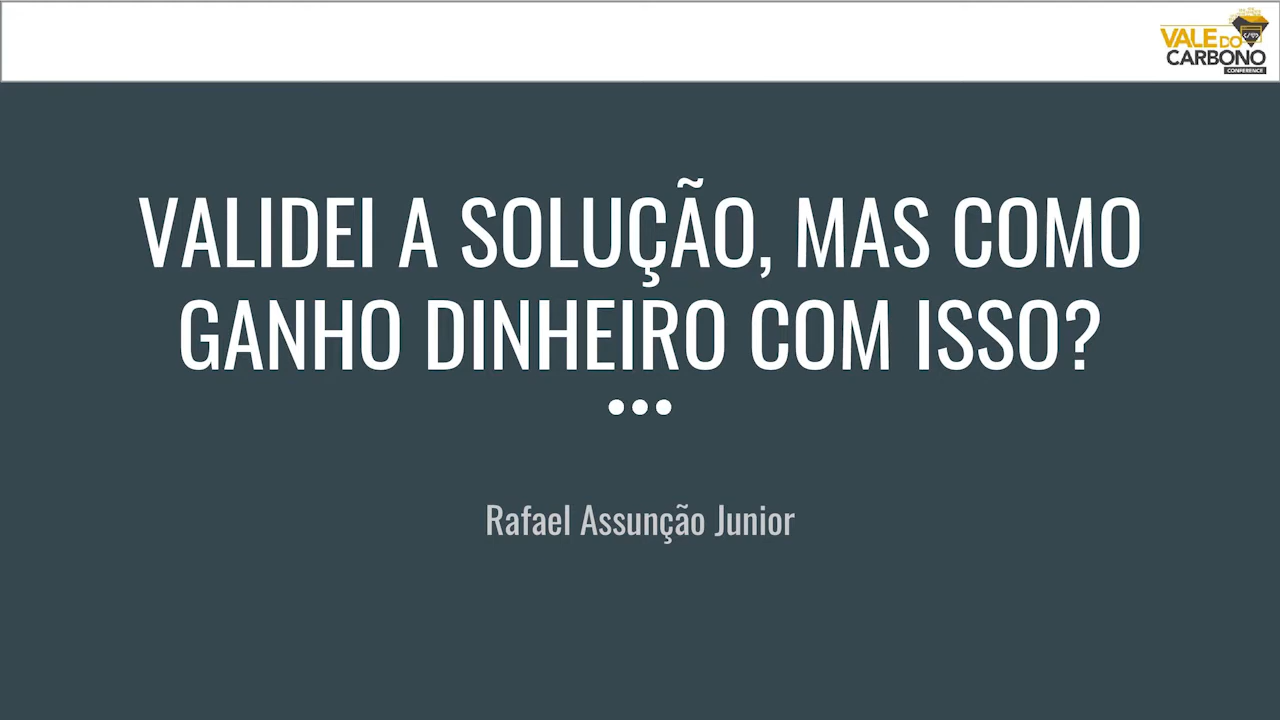 VALE DO
CARBONO
CONFERENCE
VALIDEI A SOLUÇÃO, MAS COMO
GANHO DINHEIRO COM ISSO?
Rafael Assunção Junior